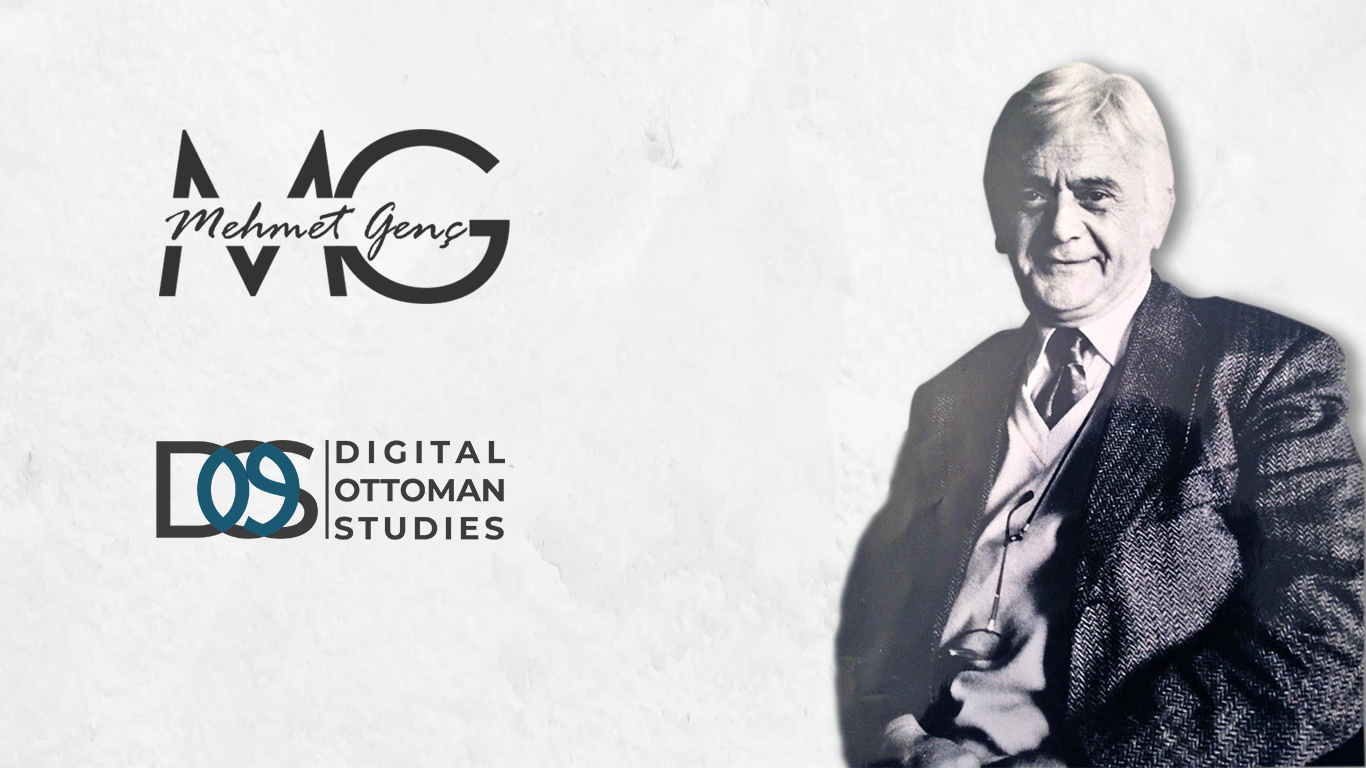 MG
Mehmet Genç
DOS
DIGITAL
OTTOMAN
STUDIES